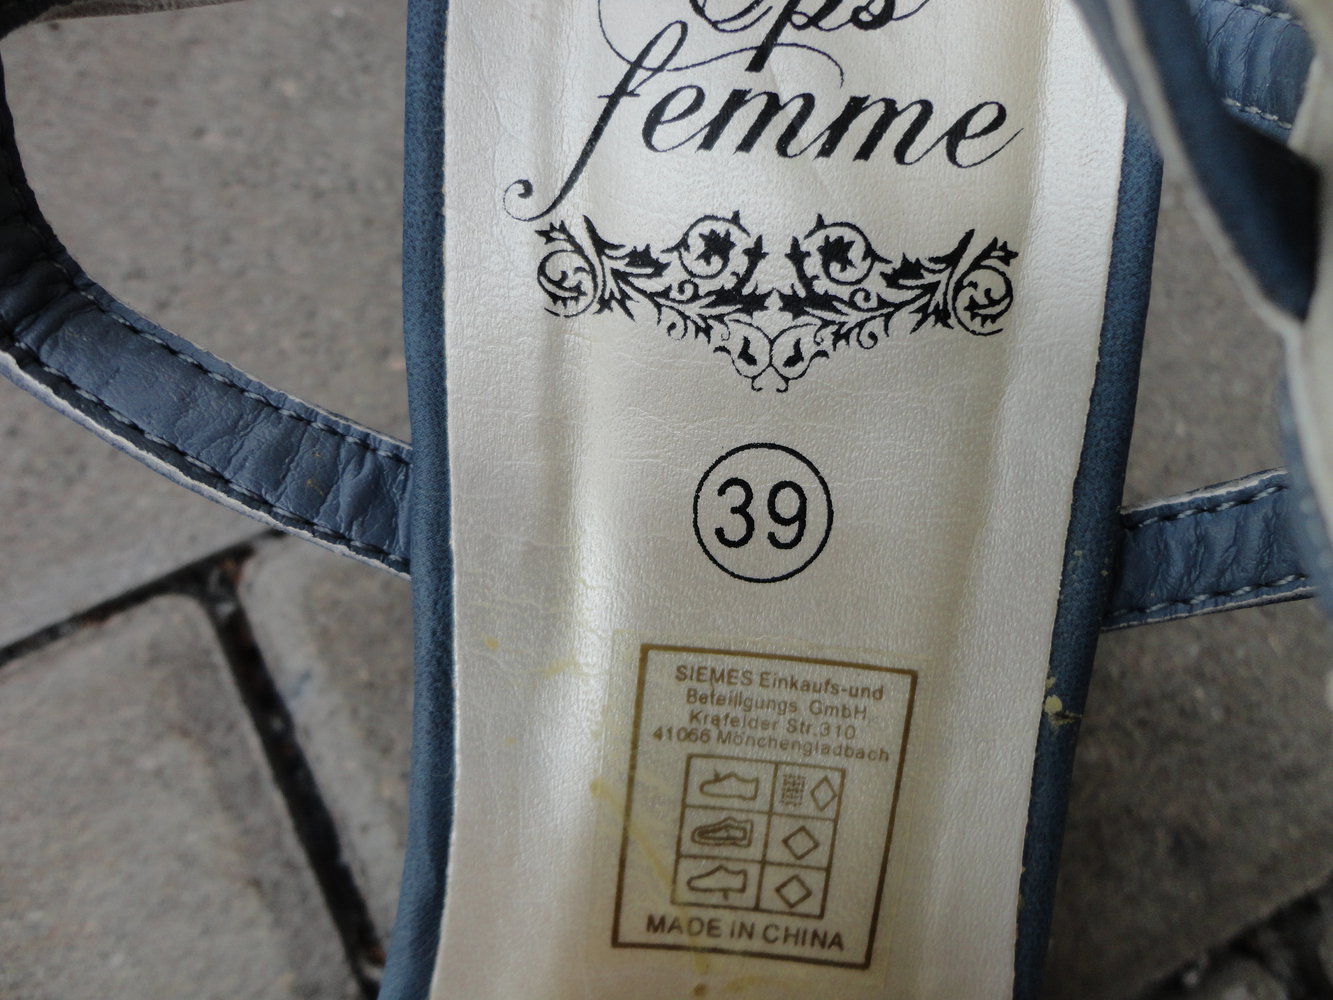 femme
39
SIEMES Einkaufs-und
Beteiligungs GmbH
Krefelder Str.310
41066 Mönchengladbach
MADE IN CHINA